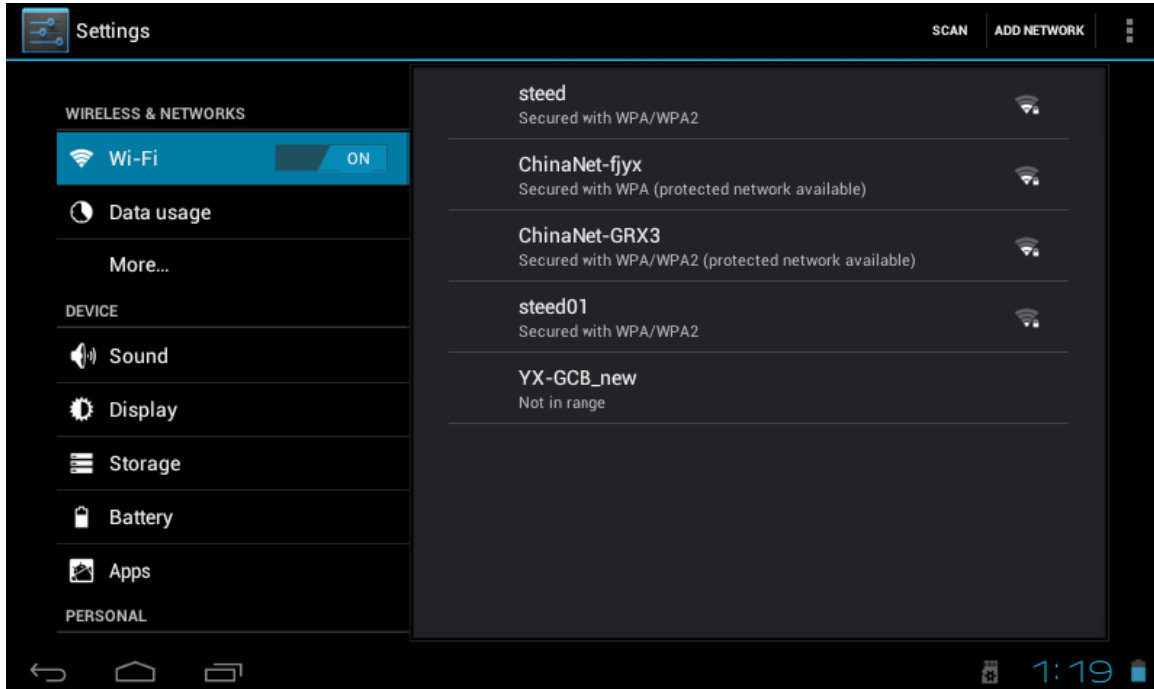 Settings
SCAN
ADD NETWORK
WIRELESS & NETWORKS
Wi-Fi
ON
Data usage
More...
DEVICE
Sound
Display
Storage
Battery
Apps
PERSONAL
steed
Secured with WPA/WPA2
ChinaNet-fjyx
Secured with WPA (protected network available)
ChinaNet-GRX3
Secured with WPA/WPA2 (protected network available)
steed01
Secured with WPA/WPA2
YX-GCB_new
Not in range
1:19